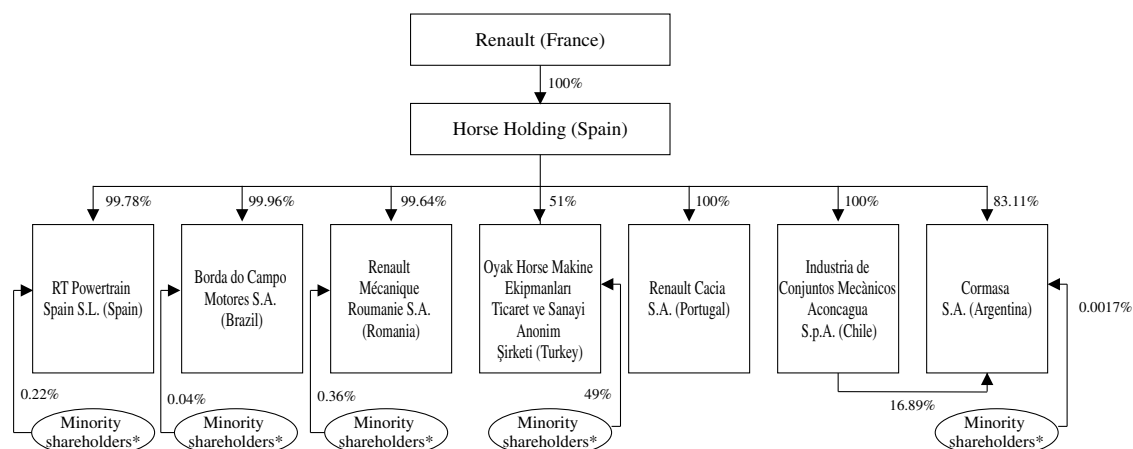 Renault (France)
100%
Horse Holding (Spain)
99.78%
99.96%
99.64%
51%
100%
100%
83.11%
RT Powertrain
Spain S.L. (Spain)
Borda do Campo
Motores S.A.
(Brazil)
Renault
Mécanique
Roumanie S.A.
(Romania)
Oyak Horse Makine
Ekipmanları
Ticaret ve Sanayi
Anonim
Şirketi (Turkey)
Renault Cacia
S.A. (Portugal)
Industria de
Conjuntos Mecànicos
Aconcagua
S.p.A. (Chile)
Cormasa
S.A. (Argentina)
0.0017%
0.22%
0.04%
0.36%
49%
16.89%
Minority
shareholders*
Minority
shareholders*
Minority
shareholders*
Minority
shareholders*
Minority
shareholders*